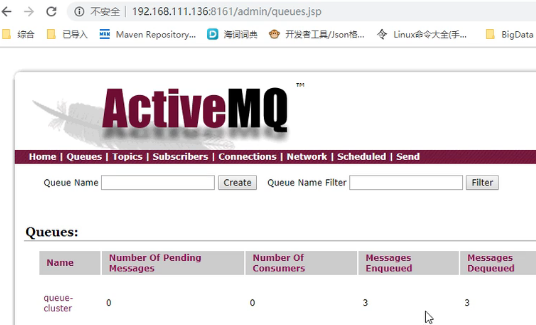 不安全 192.168.111.136:8161/admin/queues.jsp
综合 已导入 Maven Repository... 海词词典 开发者工具/Json格... Linux命令大全(手... BigData
ActiveMQ™
Home | Queues | Topics | Subscribers | Connections | Network | Scheduled | Send
Queue Name Create Queue Name Filter Filter
Queues:
Name Number Of Pending Messages Number Of Consumers Messages Enqueued Messages Dequeued
queue-cluster 0 0 3 3